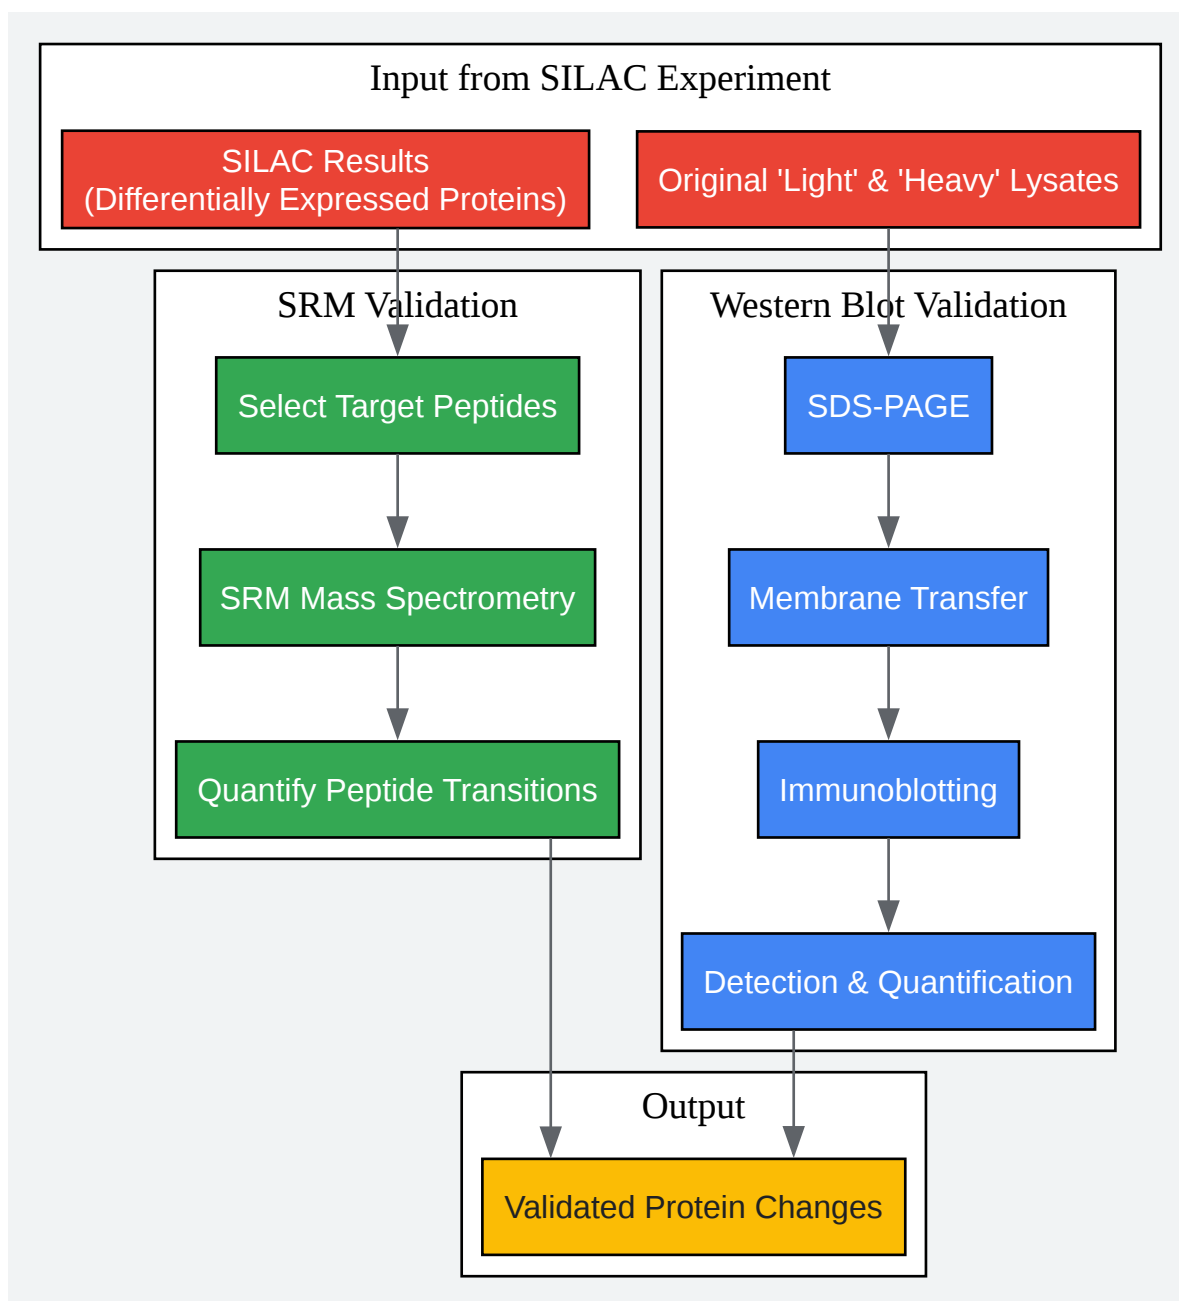 Input from SILAC Experiment
SILAC Results
(Differentially Expressed Proteins)
Original 'Light' & 'Heavy' Lysates
SRM Validation
Select Target Peptides
SRM Mass Spectrometry
Quantify Peptide Transitions
Western Blot Validation
SDS-PAGE
Membrane Transfer
Immunoblotting
Detection & Quantification
Output
Validated Protein Changes